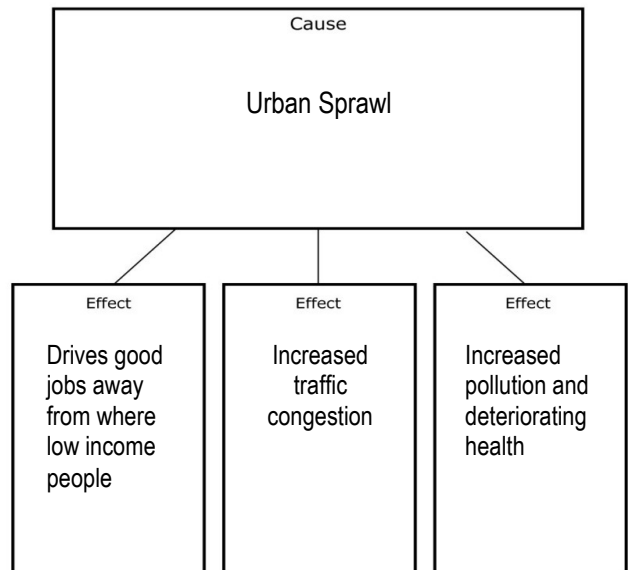 Cause
Urban Sprawl
Effect
Drives good
jobs away
from where
low income
people
Effect
Increased
traffic
congestion
Effect
Increased
pollution and
deteriorating
health